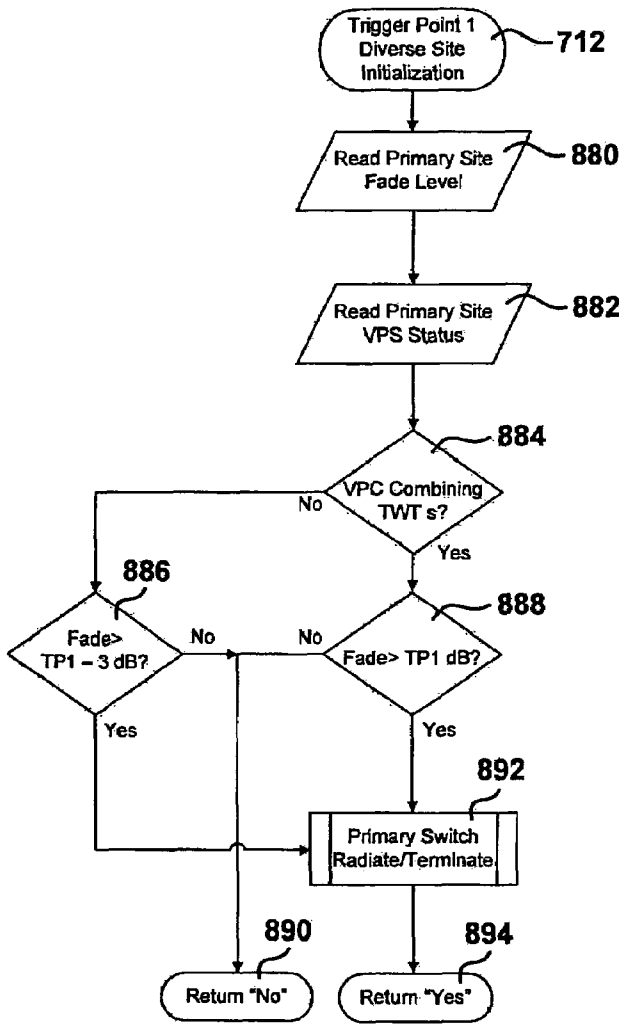 Trigger Point 1
Diverse Site
Initialization
712
Read Primary Site
Fade Level
880
Read Primary Site
VPS Status
882
884
VPC Combining
TWT s?
No
Yes
886
888
Fade>
TP1 – 3 dB?
No
No
Fade> TP1 dB?
Yes
Yes
892
Primary Switch
Radiate/Terminate
890
894
Return "No"
Return "Yes"